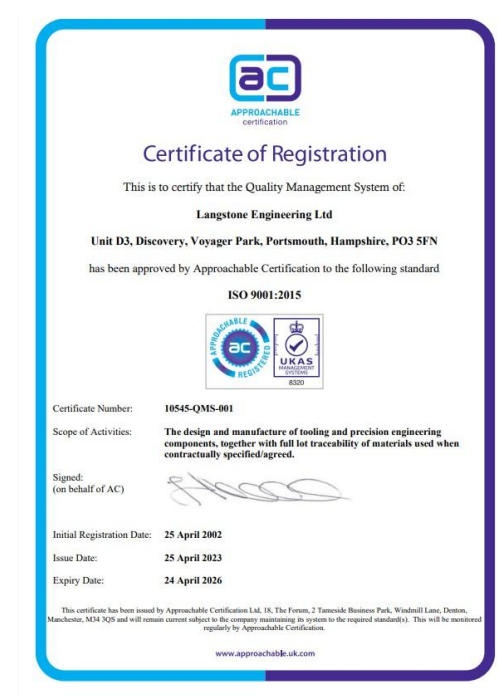 ac
APPROACHABLE
certification
Certificate of Registration
This is to certify that the Quality Management System of:
Langstone Engineering Ltd
Unit D3, Discovery, Voyager Park, Portsmouth, Hampshire, PO3 5FN
has been approved by Approachable Certification to the following standard
ISO 9001:2015
APPROACHABLE
ac
REGISTERED
UKAS
MANAGEMENT
SYSTEMS
8320
Certificate Number: 10545-QMS-001
Scope of Activities: The design and manufacture of tooling and precision engineering
components, together with full lot traceability of materials used when
contractually specified/agreed.
Signed:
(on behalf of AC)
Initial Registration Date: 25 April 2002
Issue Date: 25 April 2023
Expiry Date: 24 April 2026
This certificate has been issued by Approachable Certification Ltd, 18, The Forum, 2 Tameside Business Park, Windmill Lane, Denton,
Manchester, M34 3QS and will remain current subject to the company maintaining its system to the required standard(s). This will be monitored
regularly by Approachable Certification.
www.approachable.uk.com